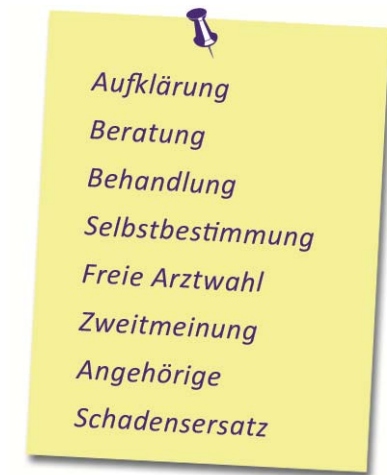 Aufklärung
Beratung
Behandlung
Selbstbestimmung
Freie Arztwahl
Zweitmeinung
Angehörige
Schadensersatz